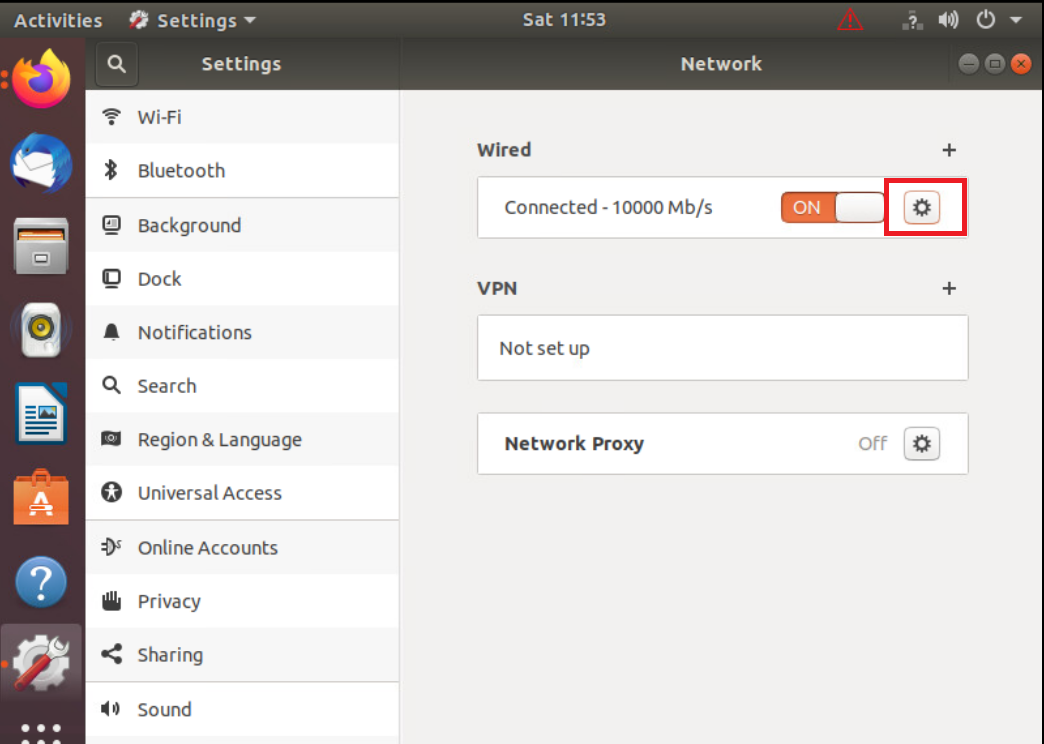 Activities
Settings
Sat 11:53
?
Settings
Network
Wi-Fi
Bluetooth
Background
Dock
Notifications
Search
Region & Language
Universal Access
Online Accounts
Privacy
Sharing
Sound
Wired
Connected - 10000 Mb/s
ON
VPN
Not set up
Network Proxy
Off